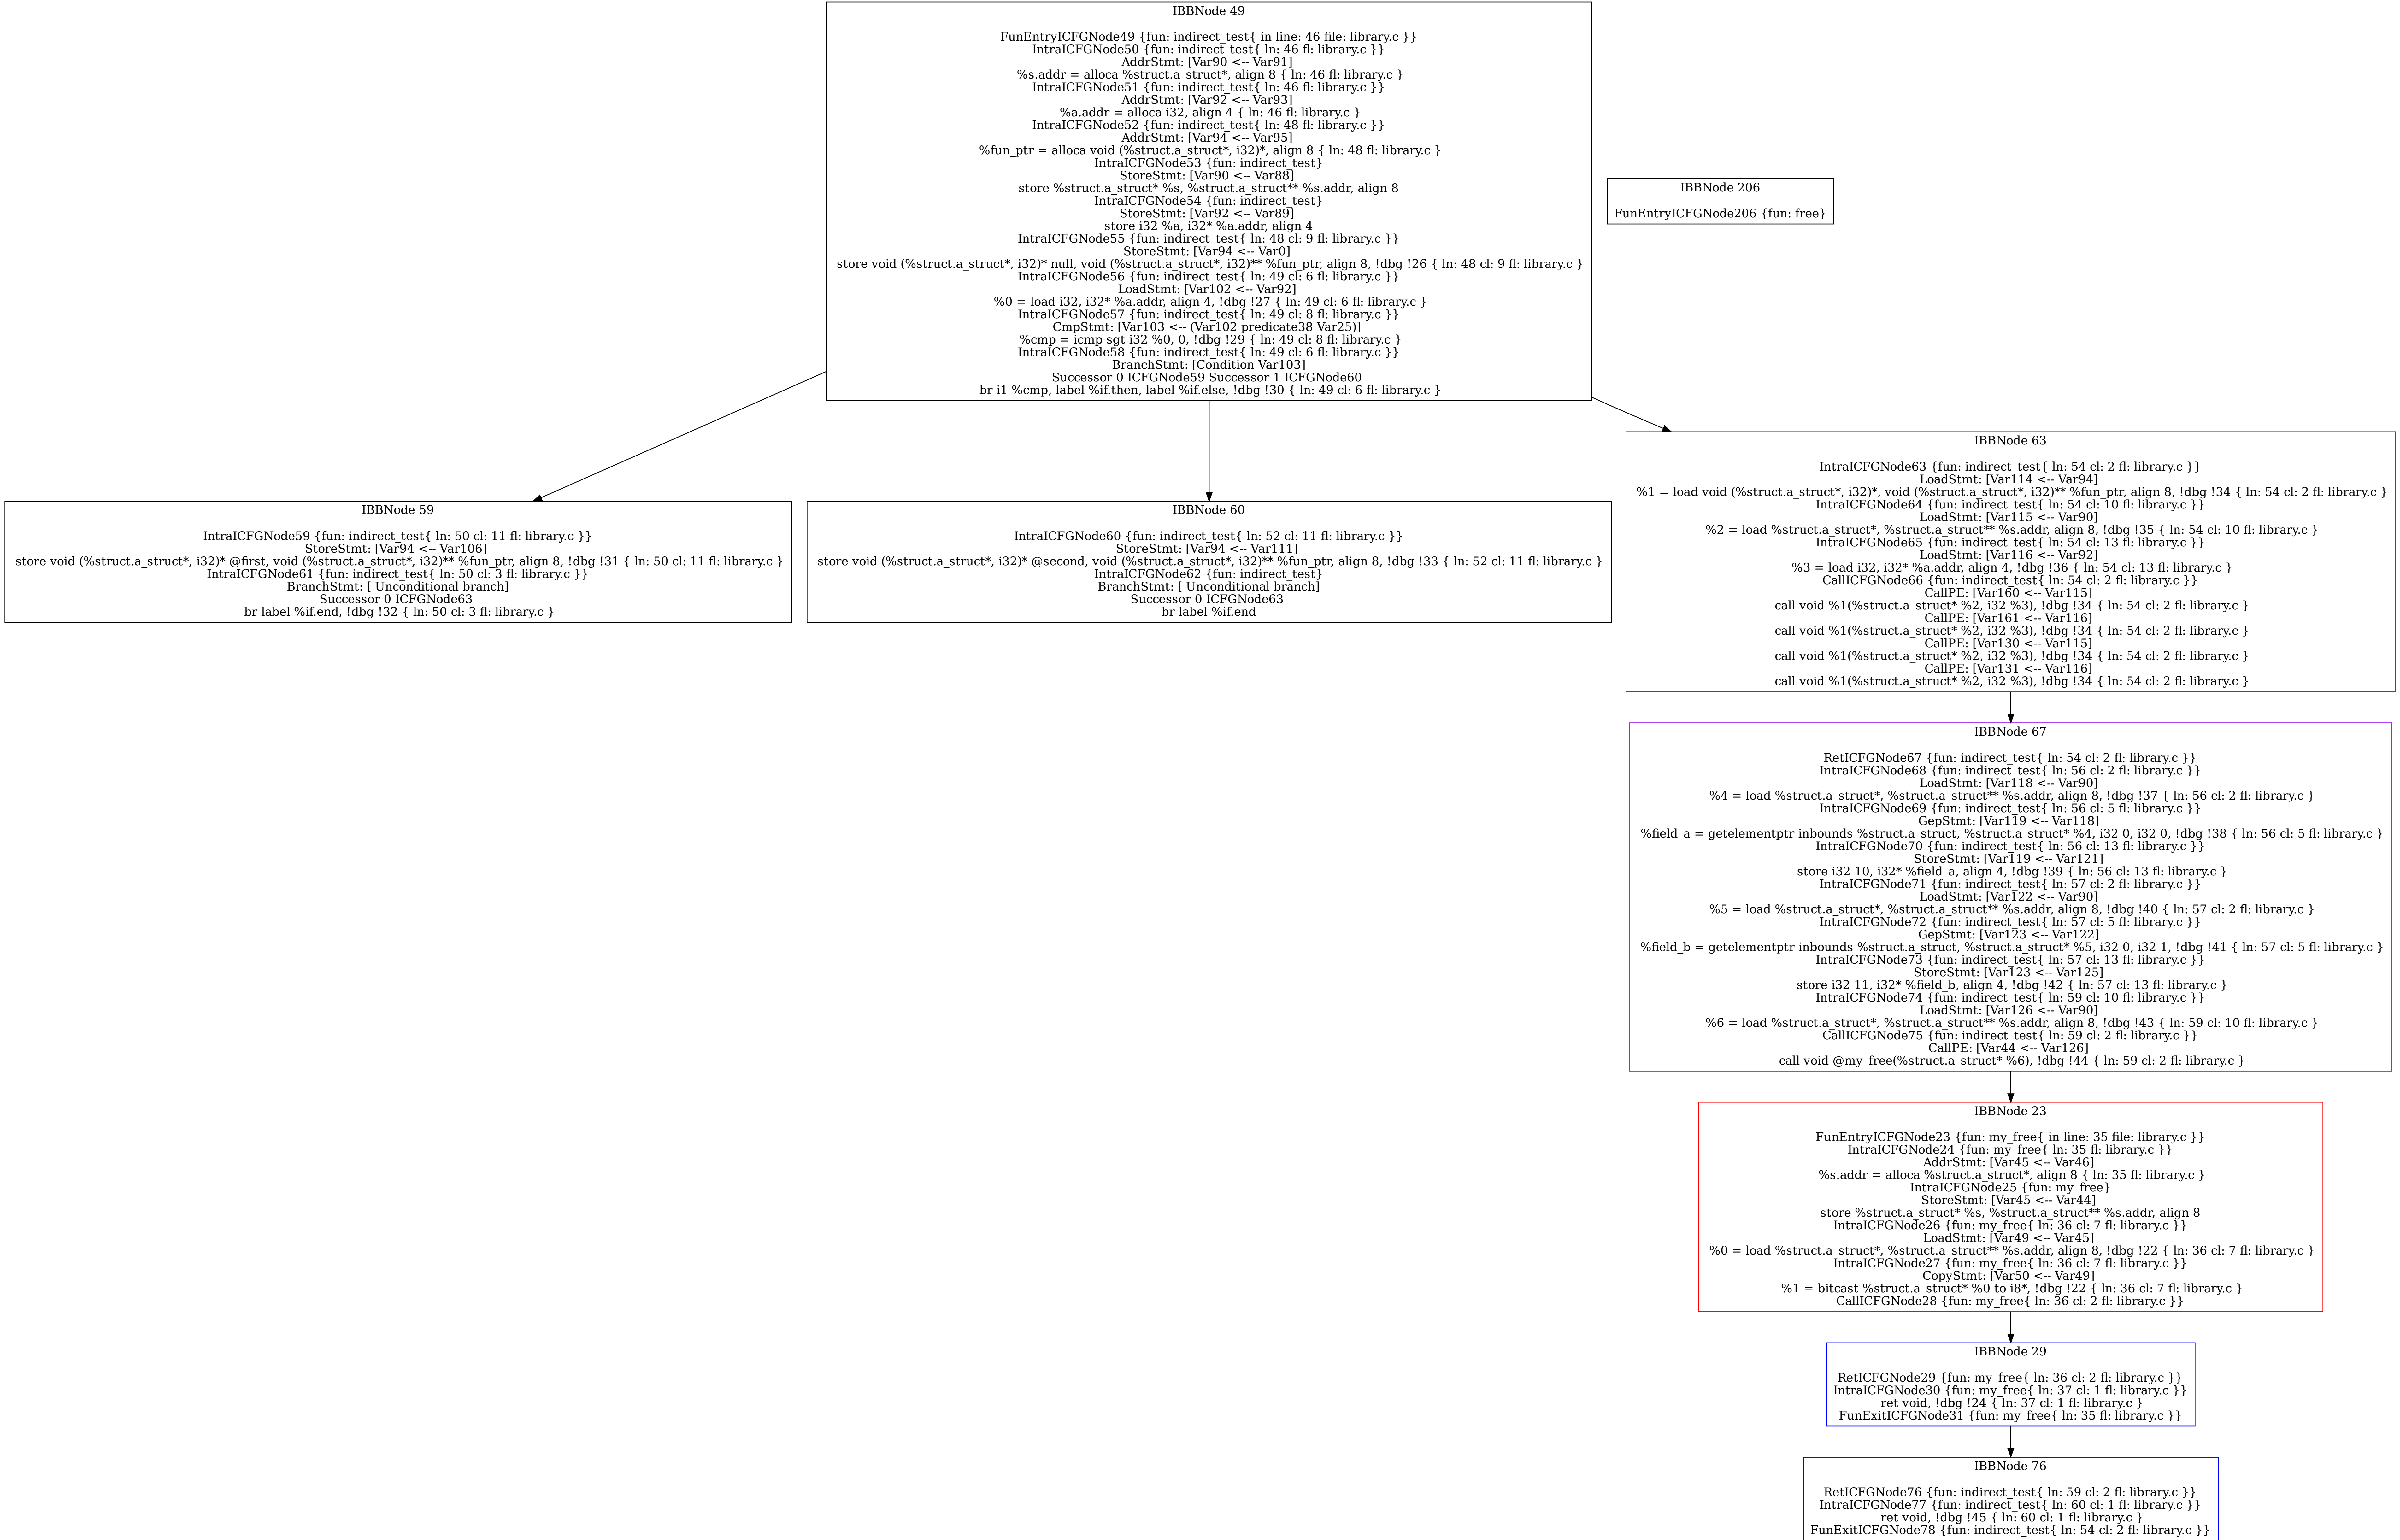 IBBNode 49
FunEntryICFGNode49 {fun: indirect_test{ in line: 46 file: library.c }}
IntraICFGNode50 {fun: indirect_test{ ln: 46 fl: library.c }}
AddrStmt: [Var90 <-- Var91]
%s.addr = alloca %struct.a_struct*, align 8 { ln: 46 fl: library.c }
IntraICFGNode51 {fun: indirect_test{ ln: 46 fl: library.c }}
AddrStmt: [Var92 <-- Var93]
%a.addr = alloca i32, align 4 { ln: 46 fl: library.c }
IntraICFGNode52 {fun: indirect_test{ ln: 48 fl: library.c }}
AddrStmt: [Var94 <-- Var95]
%fun_ptr = alloca void (%struct.a_struct*, i32)*, align 8 { ln: 48 fl: library.c }
IntraICFGNode53 {fun: indirect_test}
StoreStmt: [Var90 <-- Var88]
store %struct.a_struct* %s, %struct.a_struct** %s.addr, align 8
IntraICFGNode54 {fun: indirect_test}
StoreStmt: [Var92 <-- Var89]
store i32 %a, i32* %a.addr, align 4
IntraICFGNode55 {fun: indirect_test{ ln: 48 cl: 9 fl: library.c }}
StoreStmt: [Var94 <-- Var0]
store void (%struct.a_struct*, i32)* null, void (%struct.a_struct*, i32)** %fun_ptr, align 8, !dbg !26 { ln: 48 cl: 9 fl: library.c }
IntraICFGNode56 {fun: indirect_test{ ln: 49 cl: 6 fl: library.c }}
LoadStmt: [Var102 <-- Var92]
%0 = load i32, i32* %a.addr, align 4, !dbg !27 { ln: 49 cl: 6 fl: library.c }
IntraICFGNode57 {fun: indirect_test{ ln: 49 cl: 8 fl: library.c }}
CmpStmt: [Var103 <-- (Var102 predicate38 Var25)]
%cmp = icmp sgt i32 %0, 0, !dbg !29 { ln: 49 cl: 8 fl: library.c }
IntraICFGNode58 {fun: indirect_test{ ln: 49 cl: 6 fl: library.c }}
BranchStmt: [Condition Var103]
Successor 0 ICFGNode59 Successor 1 ICFGNode60
br i1 %cmp, label %if.then, label %if.else, !dbg !30 { ln: 49 cl: 6 fl: library.c }
IBBNode 206
FunEntryICFGNode206 {fun: free}
IBBNode 59
IntraICFGNode59 {fun: indirect_test{ ln: 50 cl: 11 fl: library.c }}
StoreStmt: [Var94 <-- Var106]
store void (%struct.a_struct*, i32)* @first, void (%struct.a_struct*, i32)** %fun_ptr, align 8, !dbg !31 { ln: 50 cl: 11 fl: library.c }
IntraICFGNode61 {fun: indirect_test{ ln: 50 cl: 3 fl: library.c }}
BranchStmt: [ Unconditional branch]
Successor 0 ICFGNode63
br label %if.end, !dbg !32 { ln: 50 cl: 3 fl: library.c }
IBBNode 60
IntraICFGNode60 {fun: indirect_test{ ln: 52 cl: 11 fl: library.c }}
StoreStmt: [Var94 <-- Var111]
store void (%struct.a_struct*, i32)* @second, void (%struct.a_struct*, i32)** %fun_ptr, align 8, !dbg !33 { ln: 52 cl: 11 fl: library.c }
IntraICFGNode62 {fun: indirect_test}
BranchStmt: [ Unconditional branch]
Successor 0 ICFGNode63
br label %if.end
IBBNode 63
IntraICFGNode63 {fun: indirect_test{ ln: 54 cl: 2 fl: library.c }}
LoadStmt: [Var114 <-- Var94]
%1 = load void (%struct.a_struct*, i32)*, void (%struct.a_struct*, i32)** %fun_ptr, align 8, !dbg !34 { ln: 54 cl: 2 fl: library.c }
IntraICFGNode64 {fun: indirect_test{ ln: 54 cl: 10 fl: library.c }}
LoadStmt: [Var115 <-- Var90]
%2 = load %struct.a_struct*, %struct.a_struct** %s.addr, align 8, !dbg !35 { ln: 54 cl: 10 fl: library.c }
IntraICFGNode65 {fun: indirect_test{ ln: 54 cl: 13 fl: library.c }}
LoadStmt: [Var116 <-- Var92]
%3 = load i32, i32* %a.addr, align 4, !dbg !36 { ln: 54 cl: 13 fl: library.c }
CallICFGNode66 {fun: indirect_test{ ln: 54 cl: 2 fl: library.c }}
CallPE: [Var160 <-- Var115]
call void %1(%struct.a_struct* %2, i32 %3), !dbg !34 { ln: 54 cl: 2 fl: library.c }
CallPE: [Var161 <-- Var116]
call void %1(%struct.a_struct* %2, i32 %3), !dbg !34 { ln: 54 cl: 2 fl: library.c }
CallPE: [Var130 <-- Var115]
call void %1(%struct.a_struct* %2, i32 %3), !dbg !34 { ln: 54 cl: 2 fl: library.c }
CallPE: [Var131 <-- Var116]
call void %1(%struct.a_struct* %2, i32 %3), !dbg !34 { ln: 54 cl: 2 fl: library.c }
IBBNode 67
RetICFGNode67 {fun: indirect_test{ ln: 54 cl: 2 fl: library.c }}
IntraICFGNode68 {fun: indirect_test{ ln: 56 cl: 2 fl: library.c }}
LoadStmt: [Var118 <-- Var90]
%4 = load %struct.a_struct*, %struct.a_struct** %s.addr, align 8, !dbg !37 { ln: 56 cl: 2 fl: library.c }
IntraICFGNode69 {fun: indirect_test{ ln: 56 cl: 5 fl: library.c }}
GepStmt: [Var119 <-- Var118]
%field_a = getelementptr inbounds %struct.a_struct, %struct.a_struct* %4, i32 0, i32 0, !dbg !38 { ln: 56 cl: 5 fl: library.c }
IntraICFGNode70 {fun: indirect_test{ ln: 56 cl: 13 fl: library.c }}
StoreStmt: [Var119 <-- Var121]
store i32 10, i32* %field_a, align 4, !dbg !39 { ln: 56 cl: 13 fl: library.c }
IntraICFGNode71 {fun: indirect_test{ ln: 57 cl: 2 fl: library.c }}
LoadStmt: [Var122 <-- Var90]
%5 = load %struct.a_struct*, %struct.a_struct** %s.addr, align 8, !dbg !40 { ln: 57 cl: 2 fl: library.c }
IntraICFGNode72 {fun: indirect_test{ ln: 57 cl: 5 fl: library.c }}
GepStmt: [Var123 <-- Var122]
%field_b = getelementptr inbounds %struct.a_struct, %struct.a_struct* %5, i32 0, i32 1, !dbg !41 { ln: 57 cl: 5 fl: library.c }
IntraICFGNode73 {fun: indirect_test{ ln: 57 cl: 13 fl: library.c }}
StoreStmt: [Var123 <-- Var125]
store i32 11, i32* %field_b, align 4, !dbg !42 { ln: 57 cl: 13 fl: library.c }
IntraICFGNode74 {fun: indirect_test{ ln: 59 cl: 10 fl: library.c }}
LoadStmt: [Var126 <-- Var90]
%6 = load %struct.a_struct*, %struct.a_struct** %s.addr, align 8, !dbg !43 { ln: 59 cl: 10 fl: library.c }
CallICFGNode75 {fun: indirect_test{ ln: 59 cl: 2 fl: library.c }}
CallPE: [Var44 <-- Var126]
call void @my_free(%struct.a_struct* %6), !dbg !44 { ln: 59 cl: 2 fl: library.c }
IBBNode 23
FunEntryICFGNode23 {fun: my_free{ in line: 35 file: library.c }}
IntraICFGNode24 {fun: my_free{ ln: 35 fl: library.c }}
AddrStmt: [Var45 <-- Var46]
%s.addr = alloca %struct.a_struct*, align 8 { ln: 35 fl: library.c }
IntraICFGNode25 {fun: my_free}
StoreStmt: [Var45 <-- Var44]
store %struct.a_struct* %s, %struct.a_struct** %s.addr, align 8
IntraICFGNode26 {fun: my_free{ ln: 36 cl: 7 fl: library.c }}
LoadStmt: [Var49 <-- Var45]
%0 = load %struct.a_struct*, %struct.a_struct** %s.addr, align 8, !dbg !22 { ln: 36 cl: 7 fl: library.c }
IntraICFGNode27 {fun: my_free{ ln: 36 cl: 7 fl: library.c }}
CopyStmt: [Var50 <-- Var49]
%1 = bitcast %struct.a_struct* %0 to i8*, !dbg !22 { ln: 36 cl: 7 fl: library.c }
CallICFGNode28 {fun: my_free{ ln: 36 cl: 2 fl: library.c }}
IBBNode 29
RetICFGNode29 {fun: my_free{ ln: 36 cl: 2 fl: library.c }}
IntraICFGNode30 {fun: my_free{ ln: 37 cl: 1 fl: library.c }}
ret void, !dbg !24 { ln: 37 cl: 1 fl: library.c }
FunExitICFGNode31 {fun: my_free{ ln: 35 fl: library.c }}
IBBNode 76
RetICFGNode76 {fun: indirect_test{ ln: 59 cl: 2 fl: library.c }}
IntraICFGNode77 {fun: indirect_test{ ln: 60 cl: 1 fl: library.c }}
ret void, !dbg !45 { ln: 60 cl: 1 fl: library.c }
FunExitICFGNode78 {fun: indirect_test{ ln: 54 cl: 2 fl: library.c }}